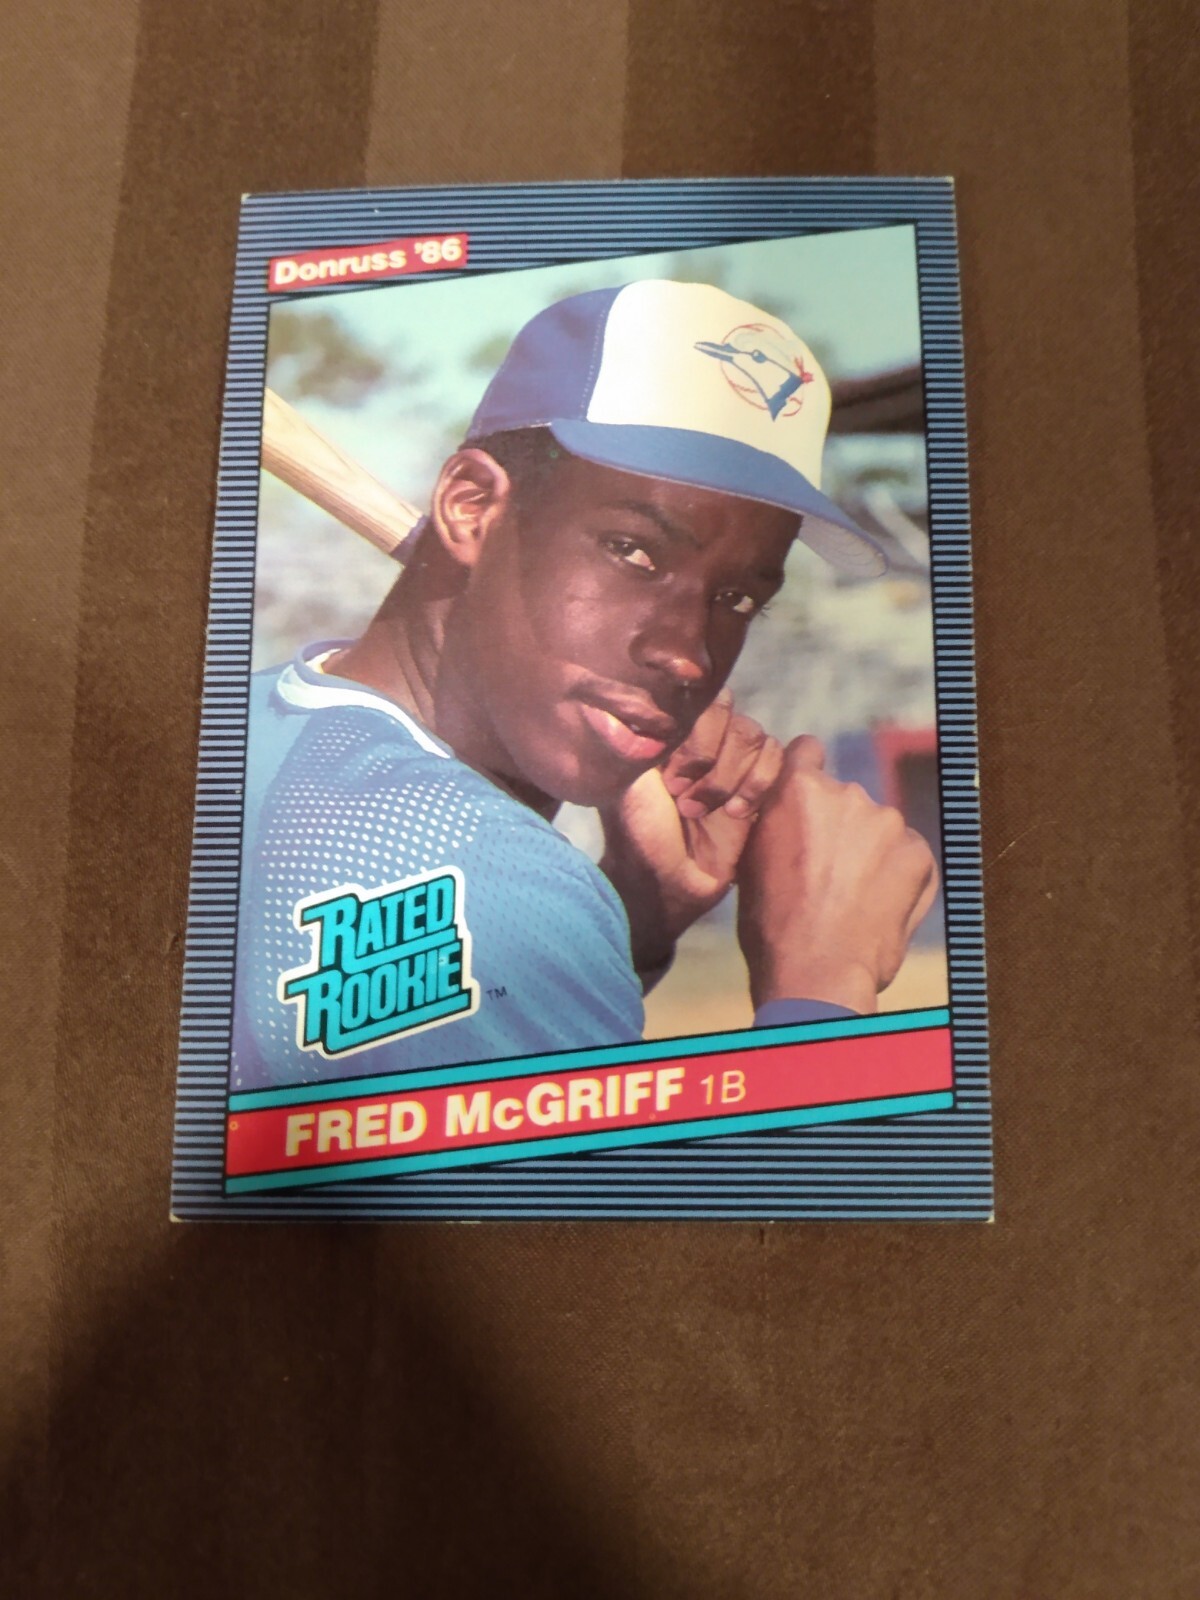 Donruss '86
RATED
ROOKIE ™
FRED McGRIFF 1B